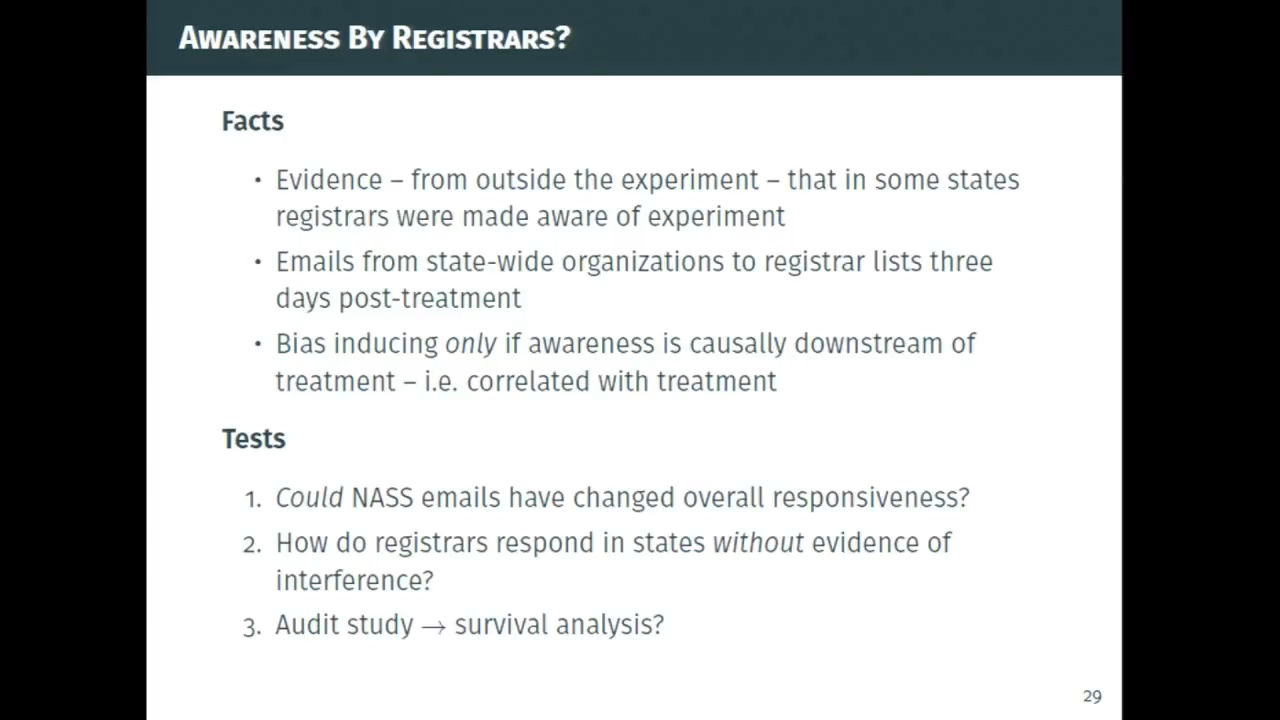 Awareness By Registrars?
Facts
• Evidence – from outside the experiment – that in some states
registrars were made aware of experiment
• Emails from state-wide organizations to registrar lists three
days post-treatment
• Bias inducing only if awareness is causally downstream of
treatment – i.e. correlated with treatment
Tests
1. Could NASS emails have changed overall responsiveness?
2. How do registrars respond in states without evidence of
interference?
3. Audit study → survival analysis?
29